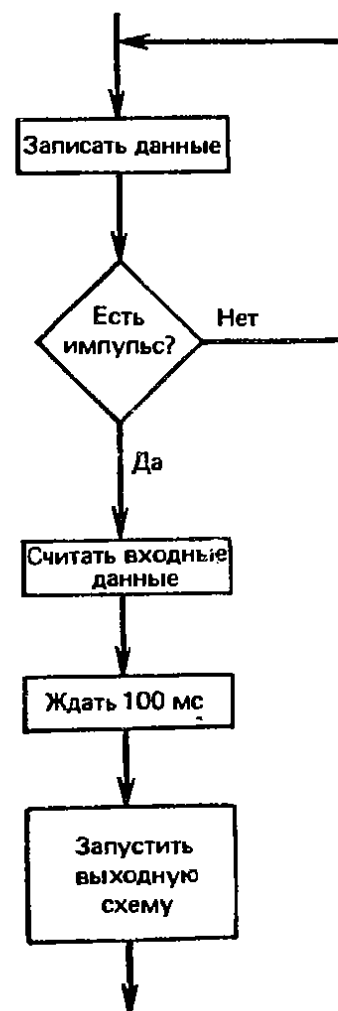 Записать данные
Есть
импульс?
Нет
Да
Считать входные
данные
Ждать 100 мс
Запустить
выходную
схему